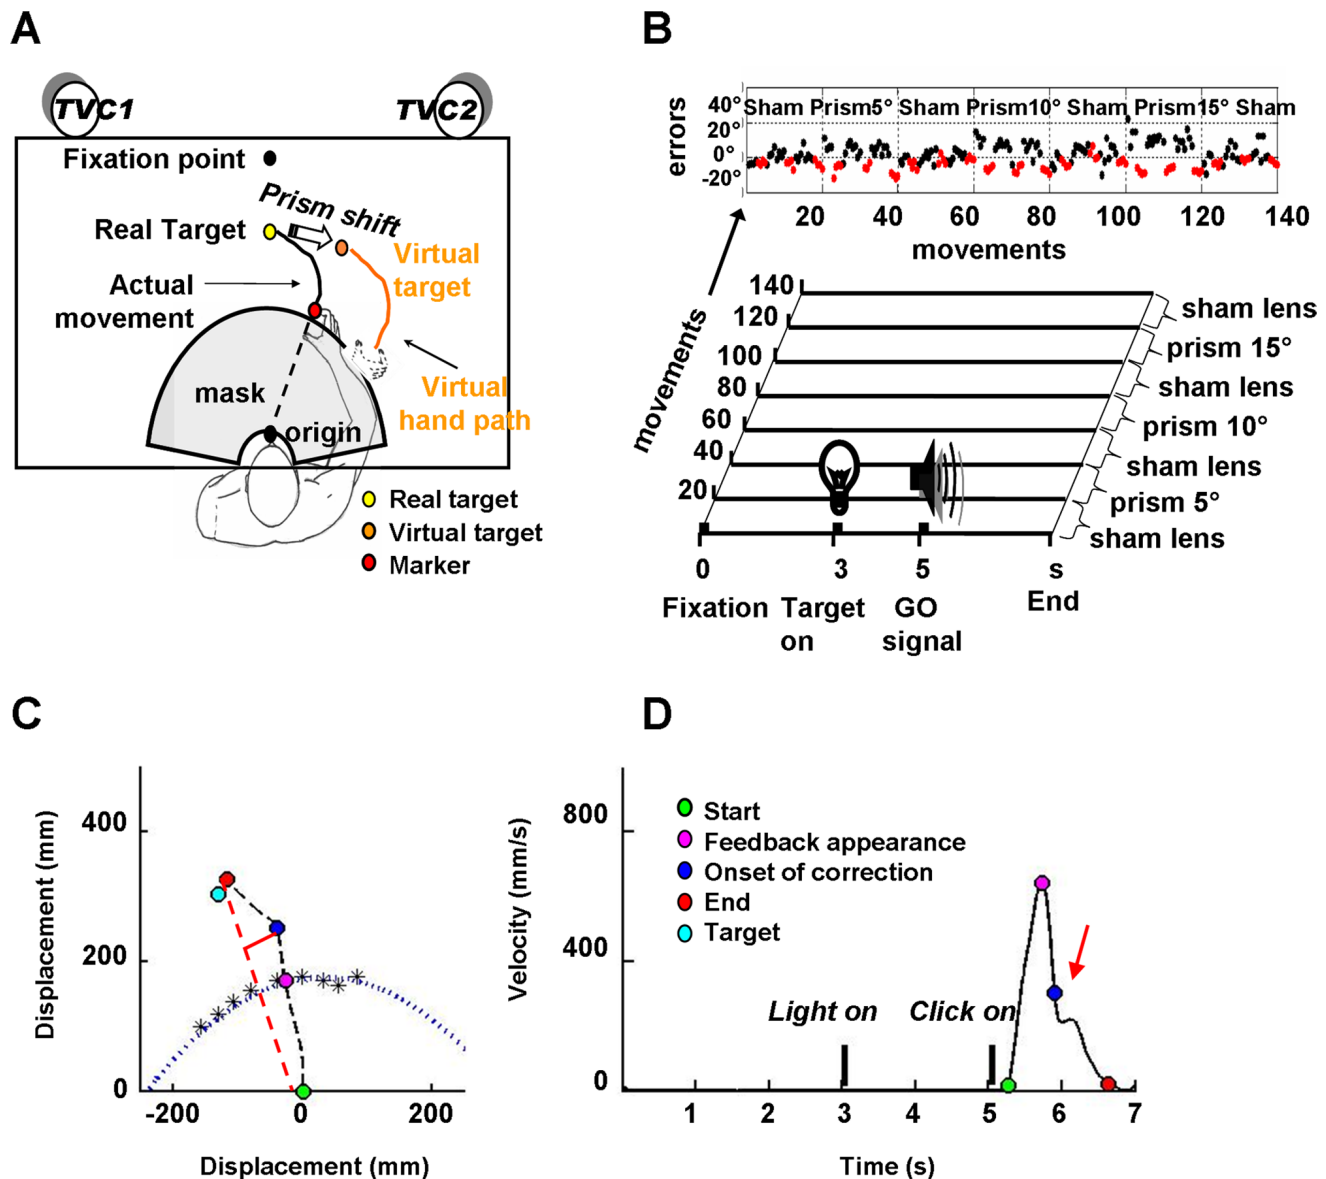 A
TVC1
TVC2
Fixation point
Prism shift
Real Target
Virtual
target
Actual
movement
mask
Virtual
hand path
origin
Real target
Virtual target
Marker
B
errors
40°
20°
0°
-20°
Sham Prism5° Sham Prism10° Sham Prism15° Sham
20 40 60 80 100 120 140
movements
movements
140
120
100
80
60
40
20
sham lens
prism 15°
sham lens
prism 10°
sham lens
prism 5°
sham lens
0 3 5 s
Fixation Target GO End
on signal
C
Displacement (mm)
400
200
0
-200 0 200
Displacement (mm)
D
Velocity (mm/s)
800
400
0
Start
Feedback appearance
Onset of correction
End
Target
Light on
Click on
1 2 3 4 5 6 7
Time (s)